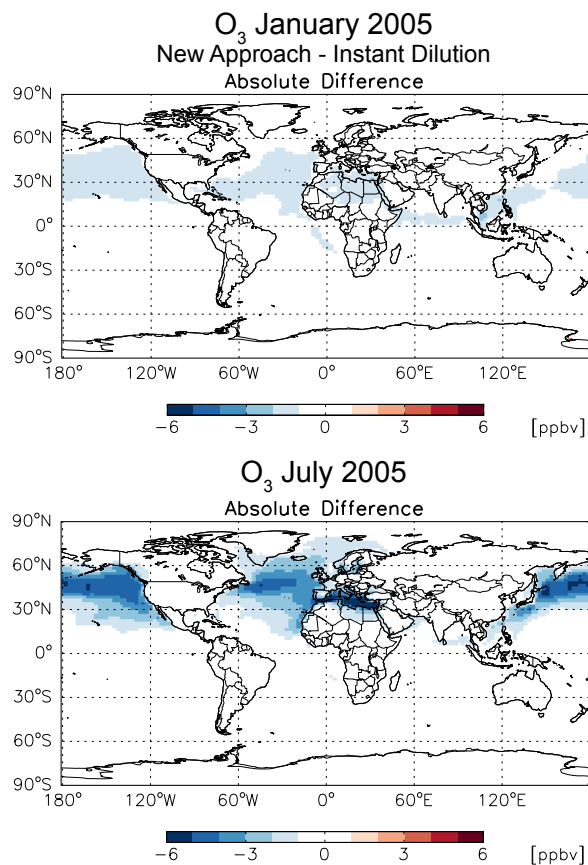 O₃ January 2005
New Approach - Instant Dilution
Absolute Difference
90°N
60°N
30°N
0°
30°S
60°S
90°S
180° 120°W 60°W 0° 60°E 120°E
-6 -3 0 3 6 [ppbv]
O₃ July 2005
Absolute Difference
90°N
60°N
30°N
0°
30°S
60°S
90°S
180° 120°W 60°W 0° 60°E 120°E
-6 -3 0 3 6 [ppbv]